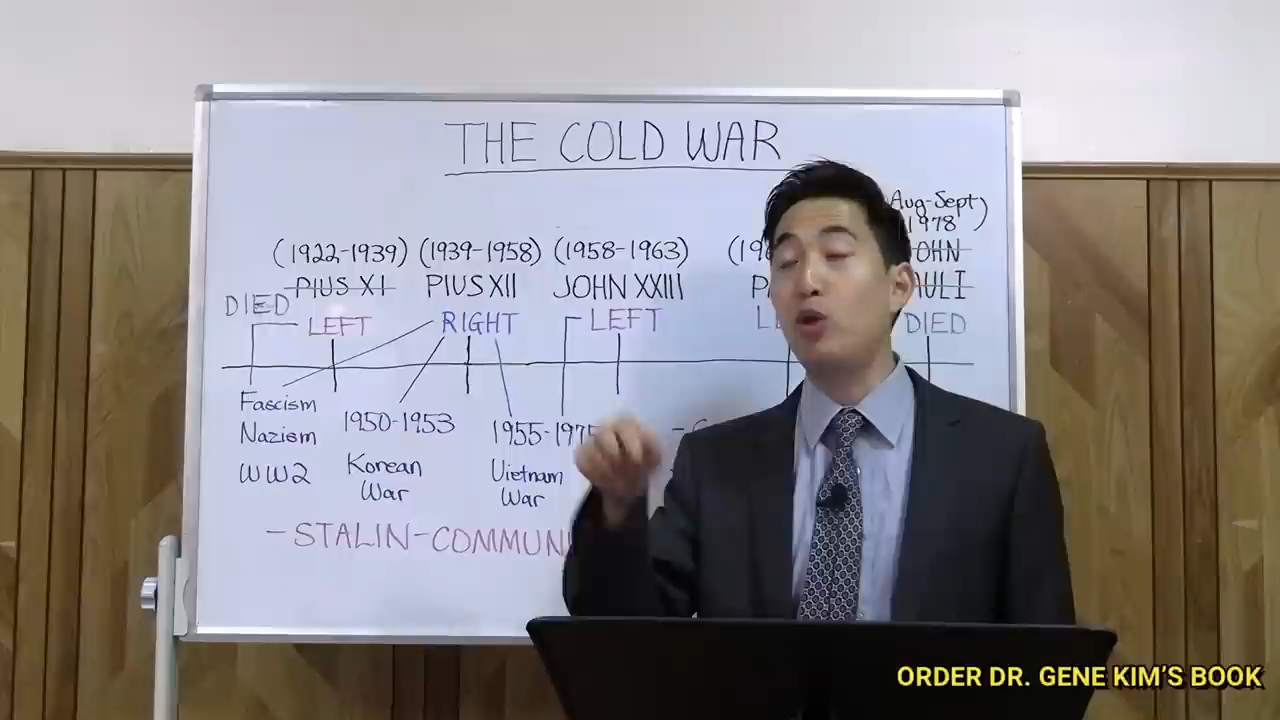 THE COLD WAR
Aug-Sept)
1978
(1922-1939) (1939-1958) (1958-1963)
PIUS XI PIUS XII JOHN XXIII
DIED LEFT RIGHT LEFT DIED
Fascism
Nazism
WW2
1950-1953
Korean
War
1955-1975
Vietnam
War
-STALIN-COMMUN
ORDER DR. GENE KIM'S BOOK